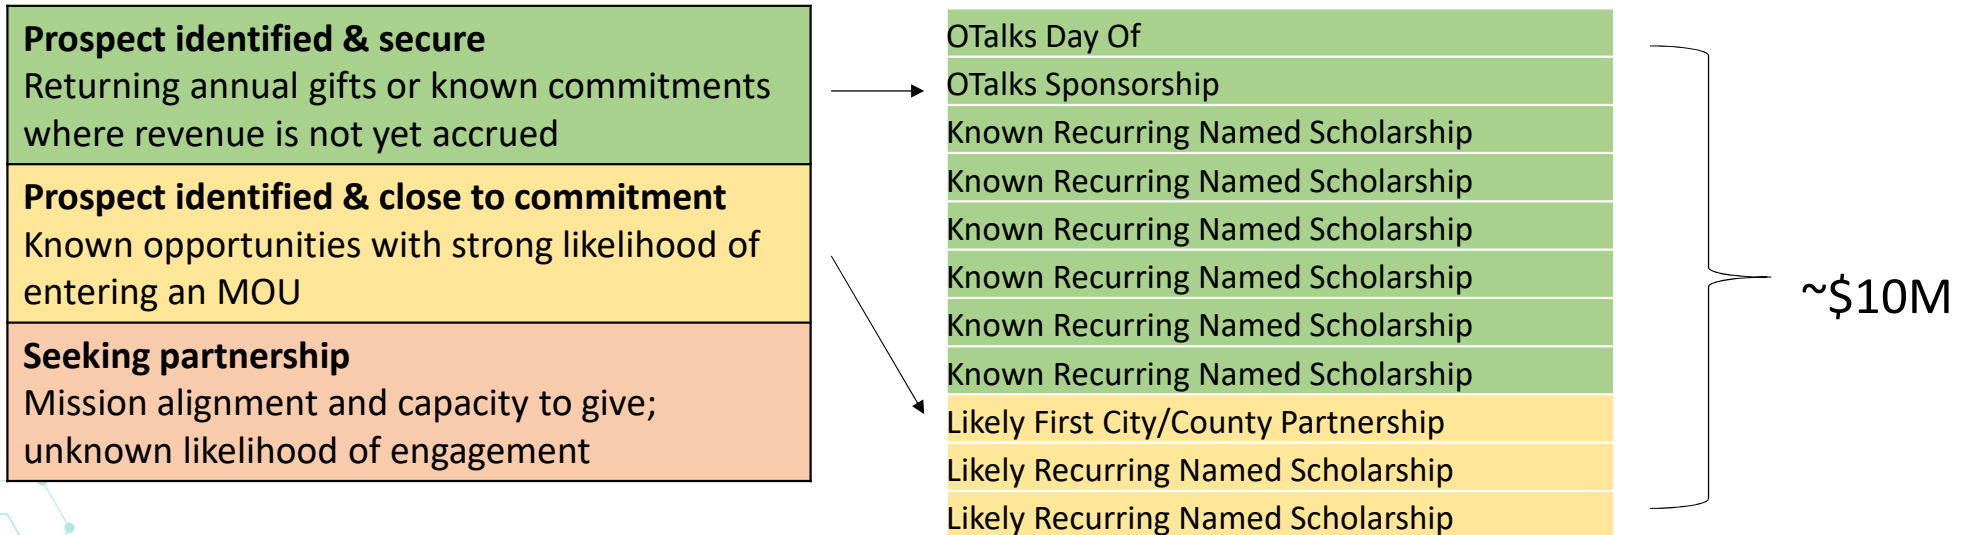 Prospect identified & secure
Returning annual gifts or known commitments
where revenue is not yet accrued
Prospect identified & close to commitment
Known opportunities with strong likelihood of
entering an MOU
Seeking partnership
Mission alignment and capacity to give;
unknown likelihood of engagement
OTalks Day Of
OTalks Sponsorship
Known Recurring Named Scholarship
Known Recurring Named Scholarship
Known Recurring Named Scholarship
Known Recurring Named Scholarship
Known Recurring Named Scholarship
Known Recurring Named Scholarship
Likely First City/County Partnership
Likely Recurring Named Scholarship
Likely Recurring Named Scholarship
~$10M